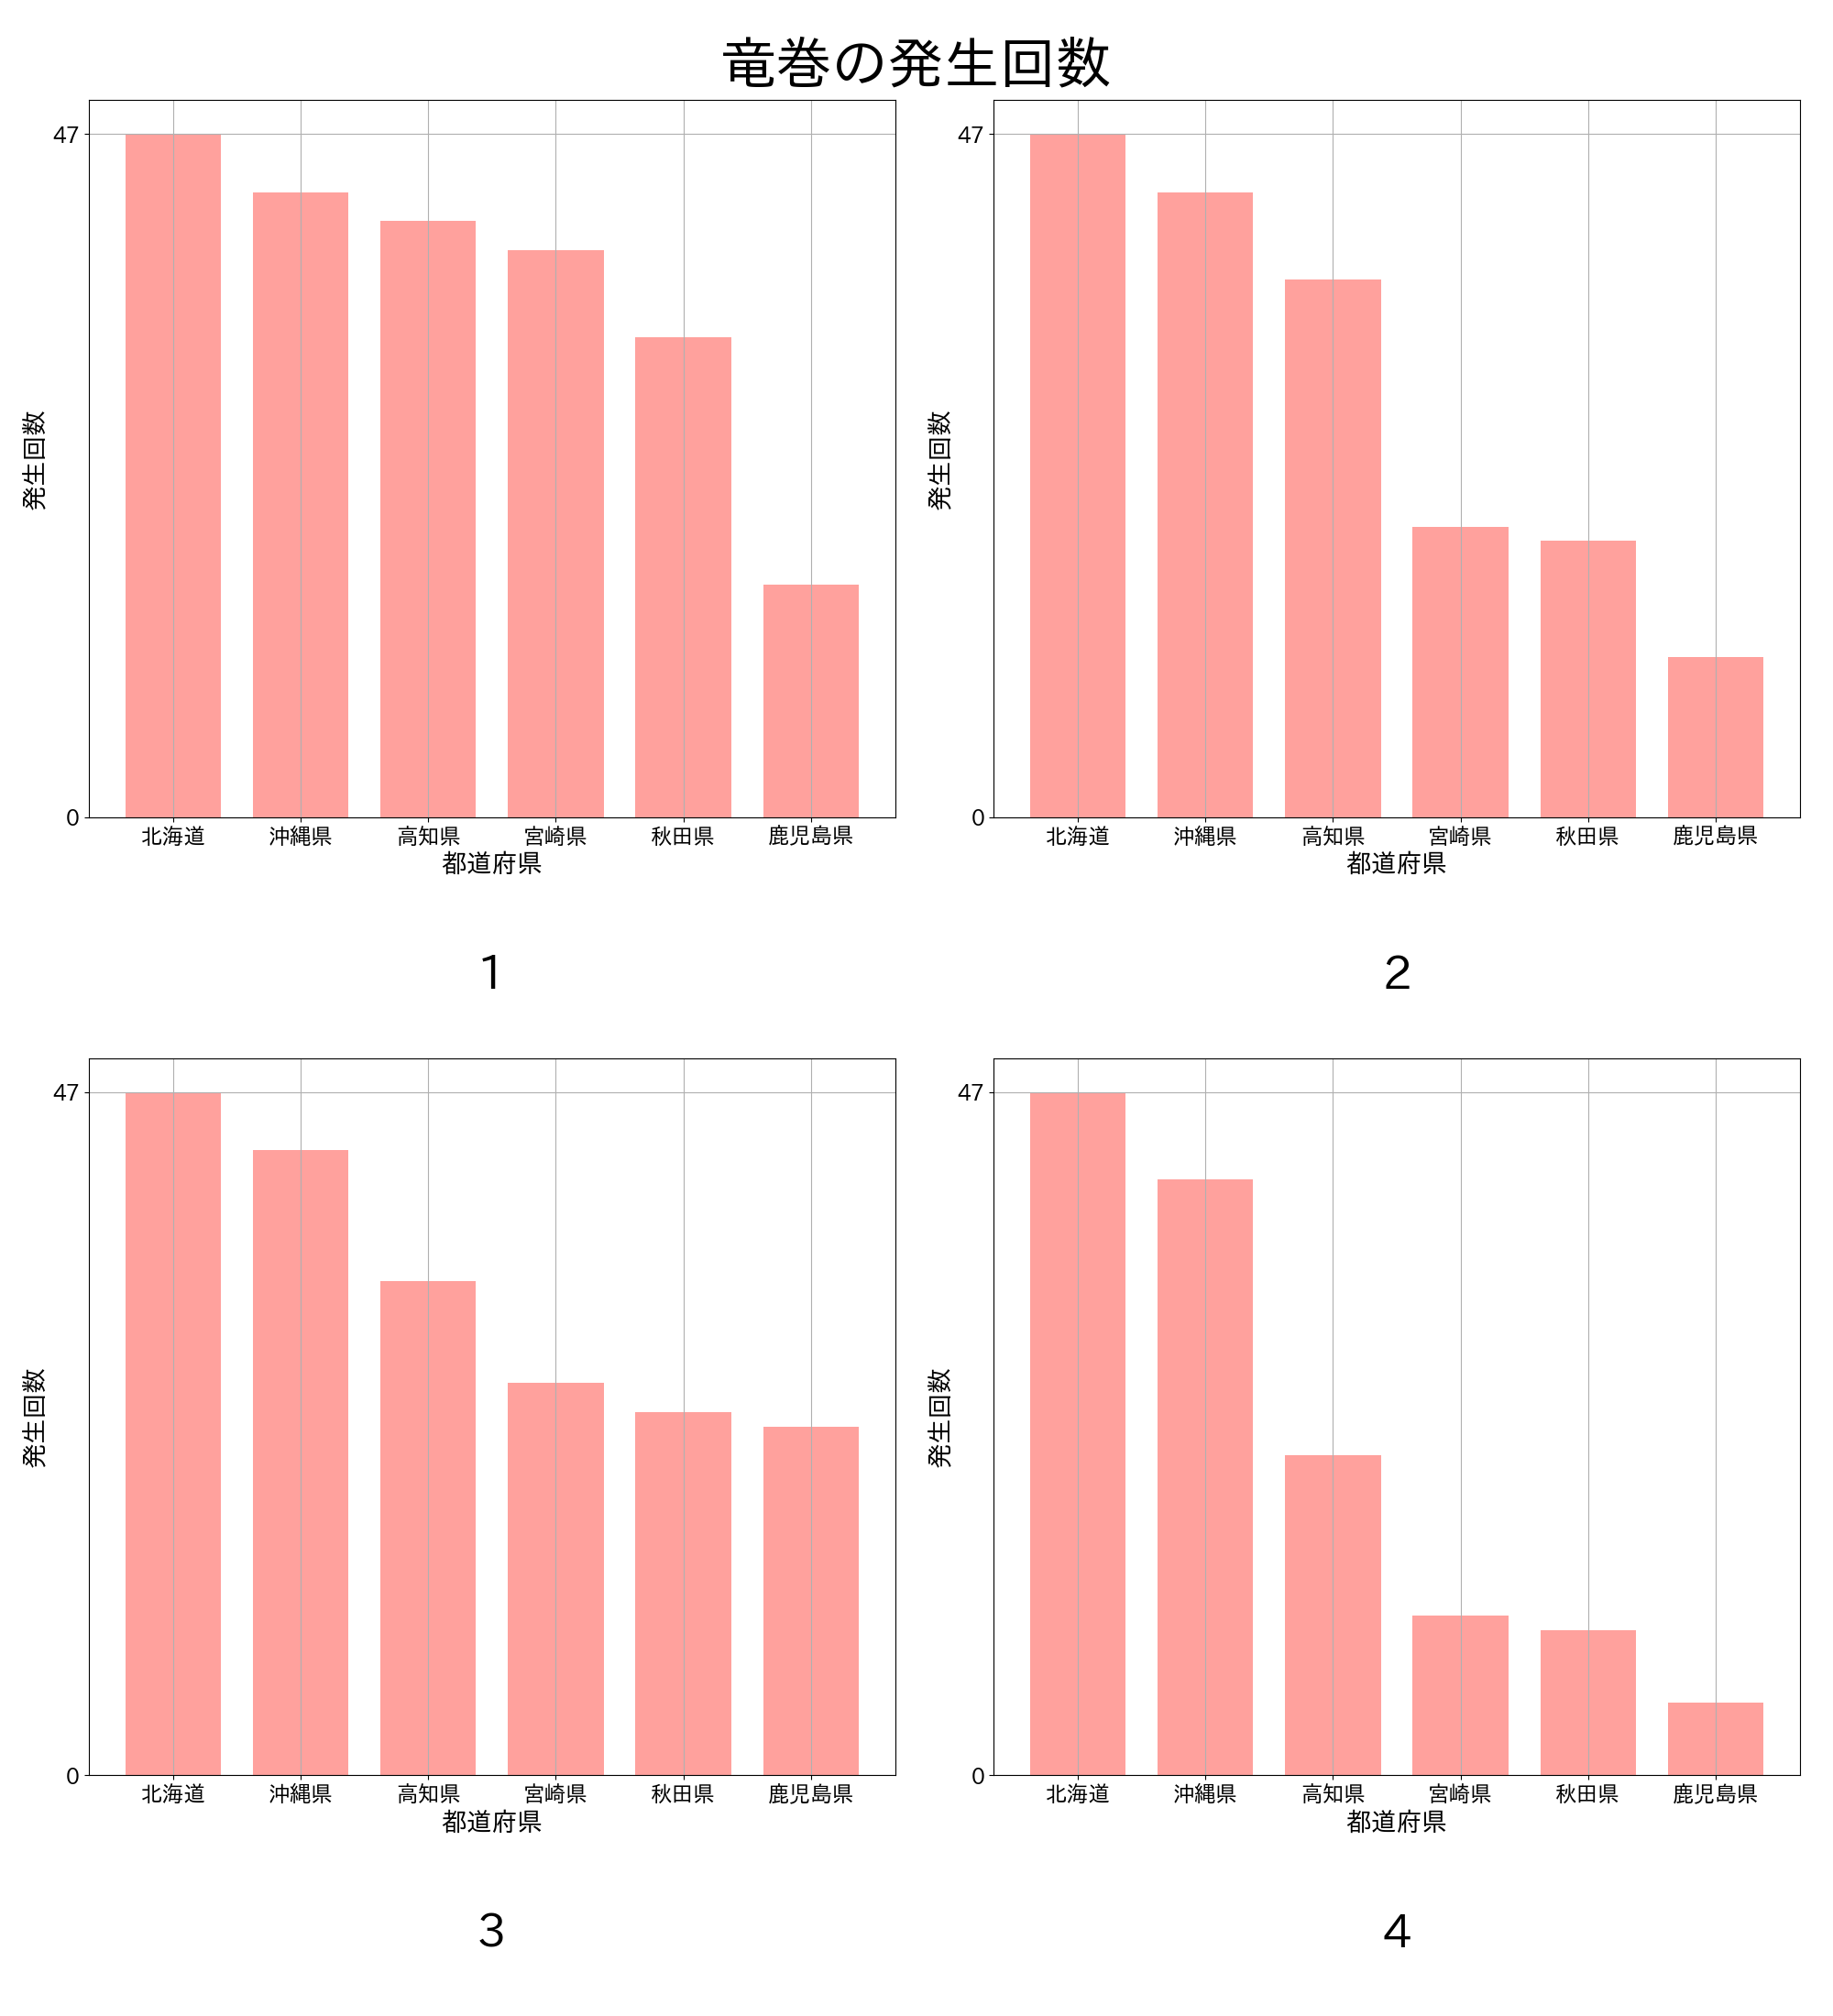 竜巻の発生回数
47
0
発生回数
北海道 沖縄県 高知県 宮崎県 秋田県 鹿児島県
都道府県
1
47
0
発生回数
北海道 沖縄県 高知県 宮崎県 秋田県 鹿児島県
都道府県
2
47
0
発生回数
北海道 沖縄県 高知県 宮崎県 秋田県 鹿児島県
都道府県
3
47
0
発生回数
北海道 沖縄県 高知県 宮崎県 秋田県 鹿児島県
都道府県
4